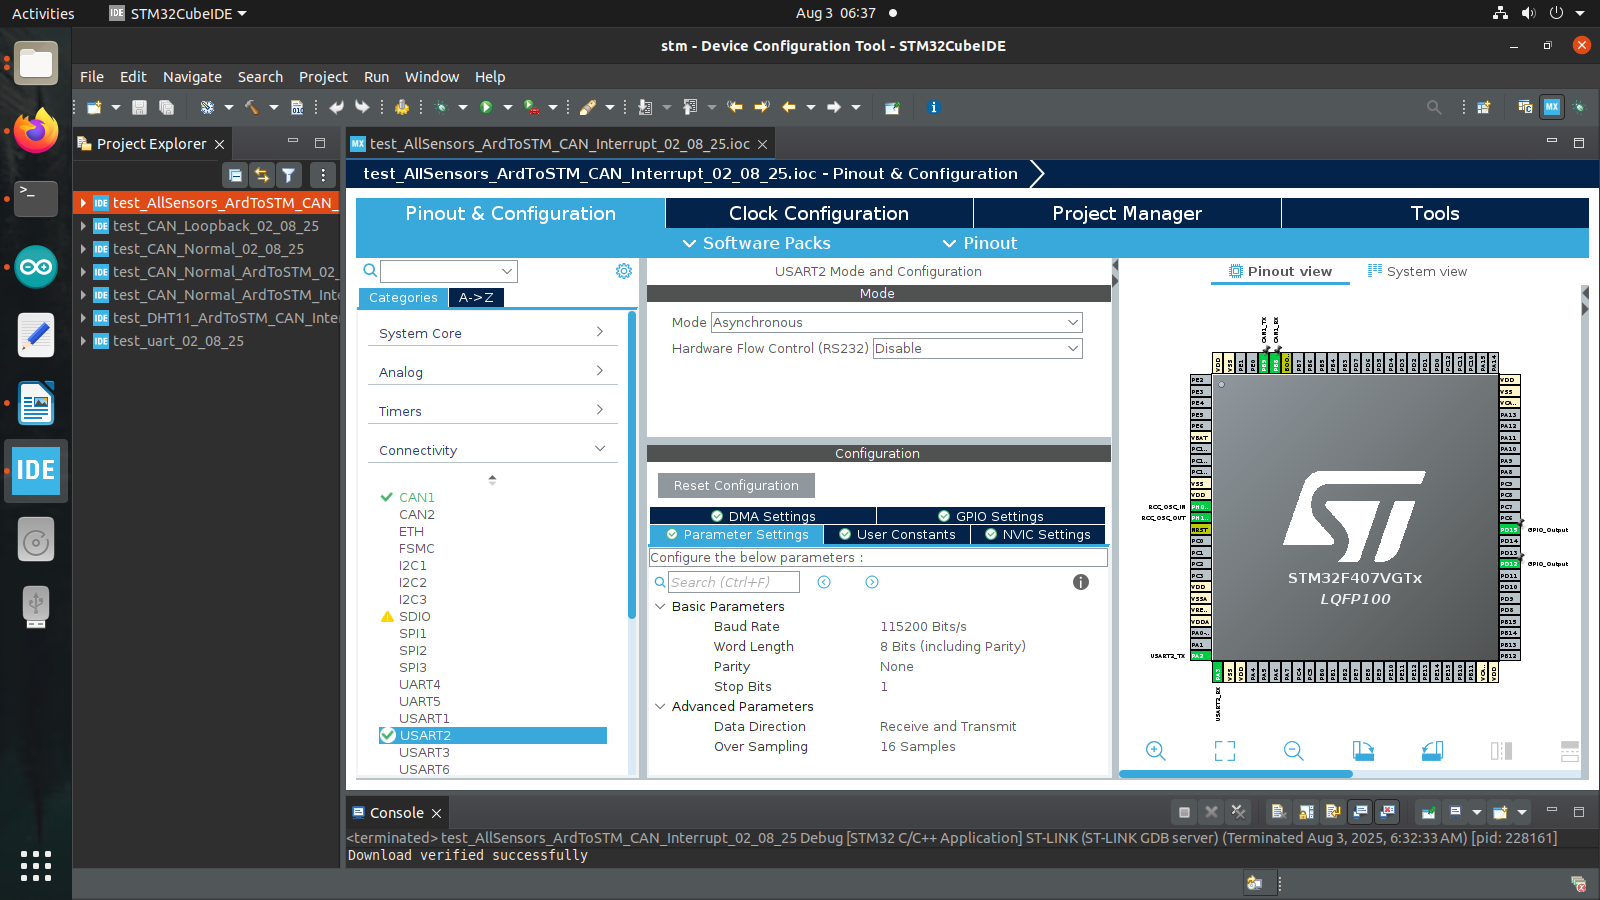 Activities
STM32CubeIDE
Aug 3 06:37
stm - Device Configuration Tool - STM32CubeIDE
File Edit Navigate Search Project Run Window Help
Project Explorer
test_AllSensors_ArdToSTM_CAN_Interrupt_02_08_25.ioc
test_AllSensors_ArdToSTM_CAN_
test_CAN_Loopback_02_08_25
test_CAN_Normal_02_08_25
test_CAN_Normal_ArdToSTM_02_
test_CAN_Normal_ArdToSTM_Inte
test_DHT11_ArdToSTM_CAN_Inter
test_uart_02_08_25
test_AllSensors_ArdToSTM_CAN_Interrupt_02_08_25.ioc - Pinout & Configuration
Pinout & Configuration
Clock Configuration
Project Manager
Tools
Software Packs
Pinout
Categories
A->Z
System Core
Analog
Timers
Connectivity
CAN1
CAN2
ETH
FSMC
I2C1
I2C2
I2C3
SDIO
SPI1
SPI2
SPI3
UART4
UART5
USART1
USART2
USART3
USART6
USART2 Mode and Configuration
Mode
Mode Asynchronous
Hardware Flow Control (RS232) Disable
Configuration
Reset Configuration
DMA Settings
GPIO Settings
Parameter Settings
User Constants
NVIC Settings
Configure the below parameters :
Search (Ctrl+F)
Basic Parameters
Baud Rate 115200 Bits/s
Word Length 8 Bits (including Parity)
Parity None
Stop Bits 1
Advanced Parameters
Data Direction Receive and Transmit
Over Sampling 16 Samples
Pinout view
System view
CAN1_TX
CAN1_RX
RCC_OSC_IN
RCC_OSC_OUT
USART2_TX
USART2_RX
GPIO_Output
GPIO_Output
STM32F407VGTx
LQFP100
Console
<terminated> test_AllSensors_ArdToSTM_CAN_Interrupt_02_08_25 Debug [STM32 C/C++ Application] ST-LINK (ST-LINK GDB server) (Terminated Aug 3, 2025, 6:32:33 AM) [pid: 228161]
Download verified successfully